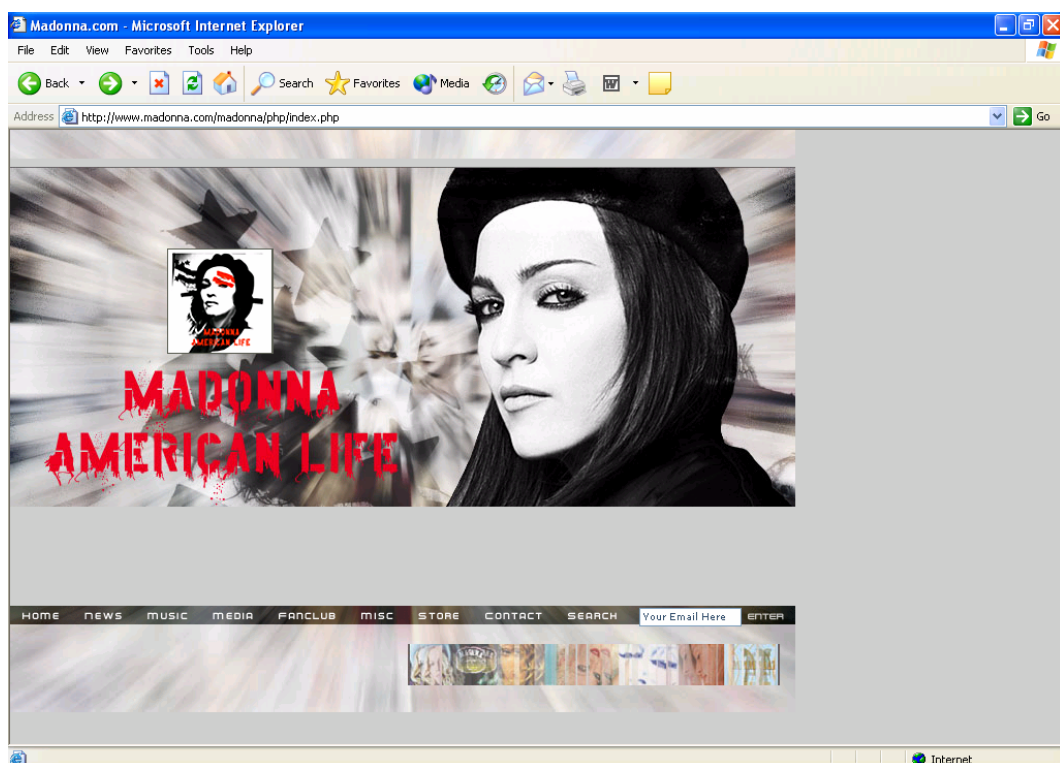 Madonna.com - Microsoft Internet Explorer
File Edit View Favorites Tools Help
Back Search Favorites Media
Address http://www.madonna.com/madonna/php/index.php Go
MADONNA
AMERICAN LIFE
MADONNA
AMERICAN LIFE
HOME NEWS MUSIC MEDIA FANCLUB MISC STORE CONTACT SEARCH Your Email Here ENTER
Internet